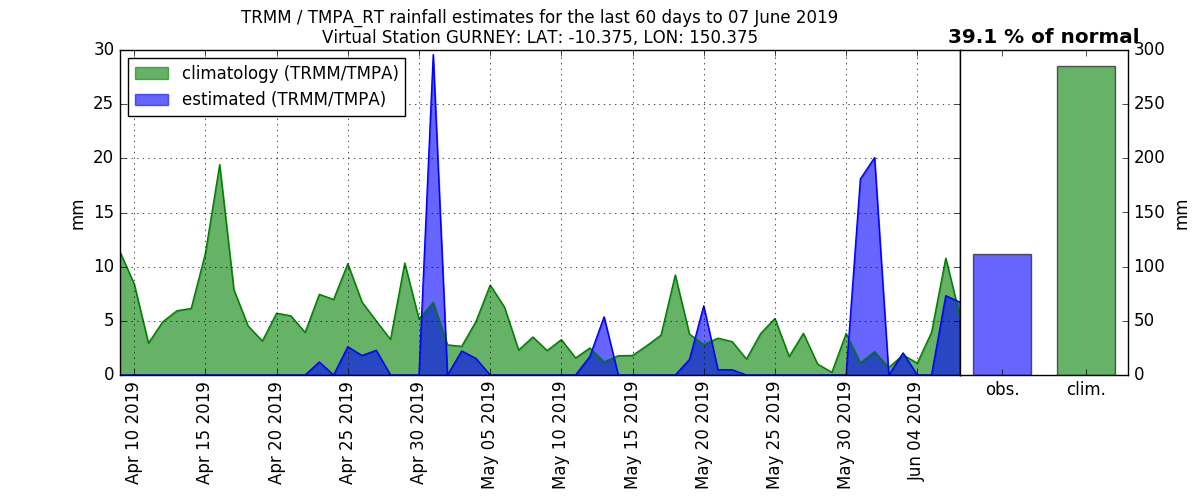 TRMM / TMPA_RT rainfall estimates for the last 60 days to 07 June 2019
Virtual Station GURNEY: LAT: -10.375, LON: 150.375
39.1 % of normal
climatology (TRMM/TMPA)
estimated (TRMM/TMPA)
mm
30
25
20
15
10
5
0
Apr 10 2019
Apr 15 2019
Apr 20 2019
Apr 25 2019
Apr 30 2019
May 05 2019
May 10 2019
May 15 2019
May 20 2019
May 25 2019
May 30 2019
Jun 04 2019
obs.
clim.
300
250
200
150
100
50
0
mm